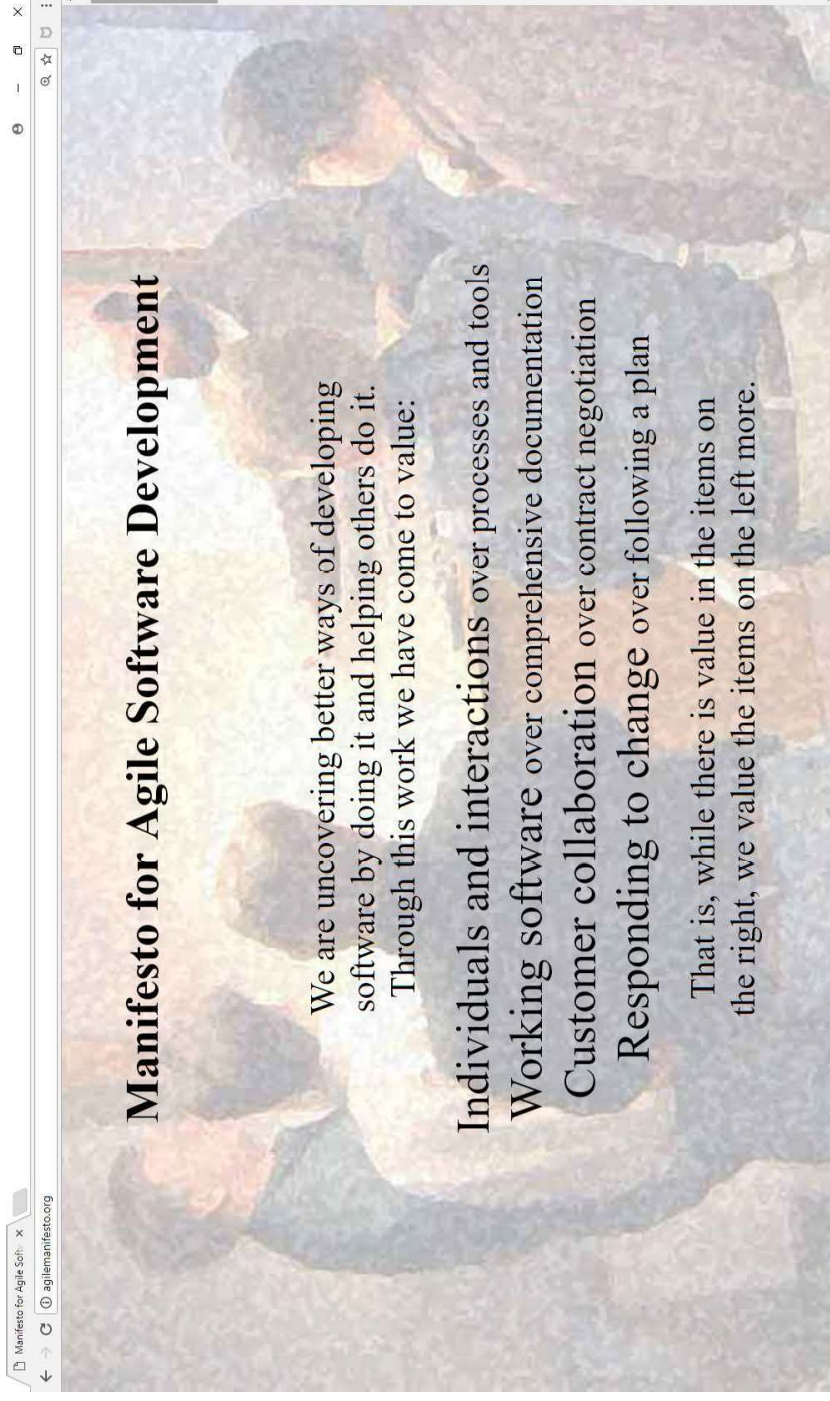 Manifesto for Agile Soft
agilemanifesto.org
Manifesto for Agile Software Development
We are uncovering better ways of developing
software by doing it and helping others do it.
Through this work we have come to value:
Individuals and interactions over processes and tools
Working software over comprehensive documentation
Customer collaboration over contract negotiation
Responding to change over following a plan
That is, while there is value in the items on
the right, we value the items on the left more.